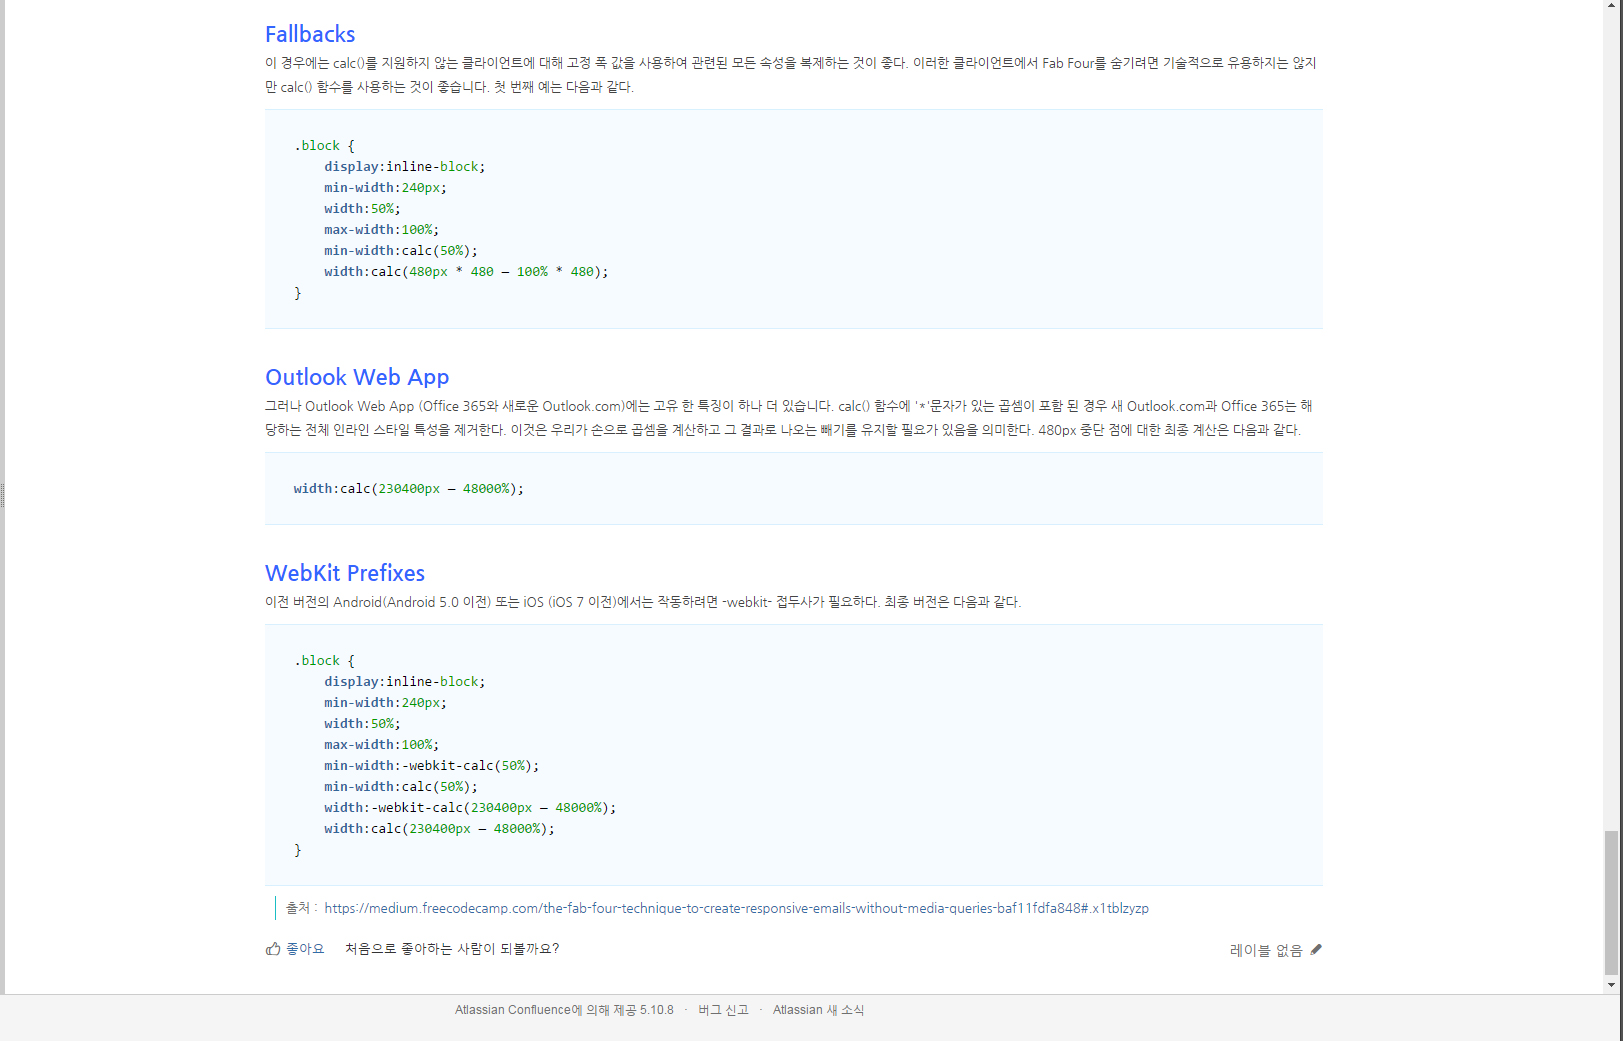 Fallbacks
이 경우에는 calc()를 지원하지 않는 클라이언트에 대해 고정 폭 값을 사용하여 관련된 모든 속성을 복제하는 것이 좋다. 이러한 클라이언트에서 Fab Four를 숨기려면 기술적으로 유용하지는 않지
만 calc() 함수를 사용하는 것이 좋습니다. 첫 번째 예는 다음과 같다.
.block {
    display:inline-block;
    min-width:240px;
    width:50%;
    max-width:100%;
    min-width:calc(50%);
    width:calc(480px * 480 — 100% * 480);
}
Outlook Web App
그러나 Outlook Web App (Office 365와 새로운 Outlook.com)에는 고유 한 특징이 하나 더 있습니다. calc() 함수에 '*'문자가 있는 곱셈이 포함 된 경우 새 Outlook.com과 Office 365는 해
당하는 전체 인라인 스타일 특성을 제거한다. 이것은 우리가 손으로 곱셈을 계산하고 그 결과로 나오는 빼기를 유지할 필요가 있음을 의미한다. 480px 중단 점에 대한 최종 계산은 다음과 같다.
width:calc(230400px — 48000%);
WebKit Prefixes
이전 버전의 Android(Android 5.0 이전) 또는 iOS (iOS 7 이전)에서는 작동하려면 -webkit- 접두사가 필요하다. 최종 버전은 다음과 같다.
.block {
    display:inline-block;
    min-width:240px;
    width:50%;
    max-width:100%;
    min-width:-webkit-calc(50%);
    min-width:calc(50%);
    width:-webkit-calc(230400px — 48000%);
    width:calc(230400px — 48000%);
}
출처 : https://medium.freecodecamp.com/the-fab-four-technique-to-create-responsive-emails-without-media-queries-baf11fdfa848#.x1tblzyzp
좋아요 처음으로 좋아하는 사람이 되볼까요? 레이블 없음
Atlassian Confluence에 의해 제공 5.10.8 · 버그 신고 · Atlassian 새 소식